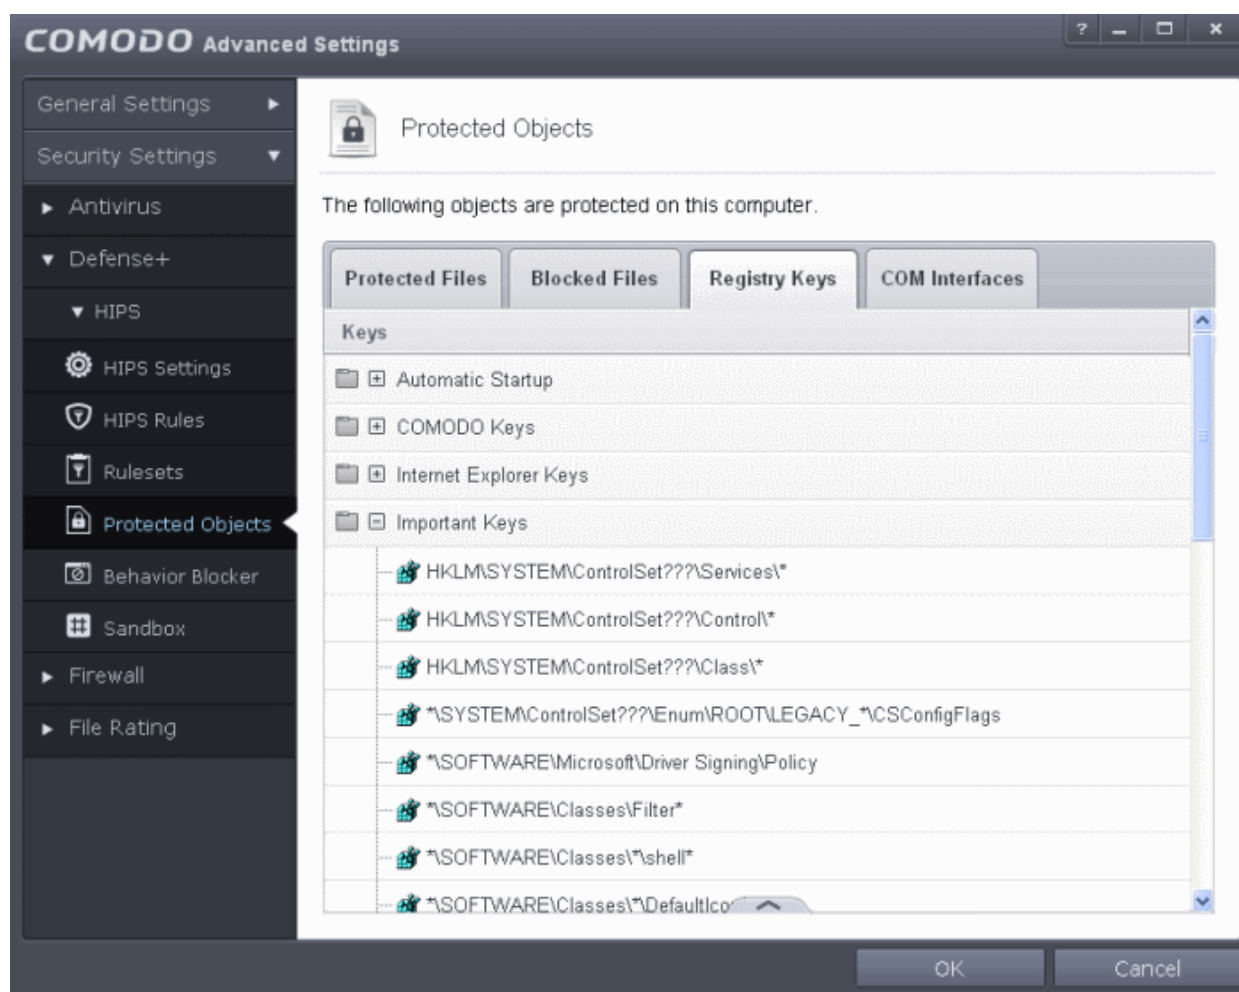 COMODO Advanced Settings
?
General Settings
Security Settings
Antivirus
Defense+
HIPS
HIPS Settings
HIPS Rules
Rulesets
Protected Objects
Behavior Blocker
Sandbox
Firewall
File Rating
Protected Objects
The following objects are protected on this computer.
Protected Files Blocked Files Registry Keys COM Interfaces
Keys
Automatic Startup
COMODO Keys
Internet Explorer Keys
Important Keys
HKLM\SYSTEM\ControlSet???\Services\*
HKLM\SYSTEM\ControlSet???\Control\*
HKLM\SYSTEM\ControlSet???\Class\*
*\SYSTEM\ControlSet???\Enum\ROOT\LEGACY_*\CSConfigFlags
*\SOFTWARE\Microsoft\Driver Signing\Policy
*\SOFTWARE\Classes\Filter*
*\SOFTWARE\Classes\*\shell*
*\SOFTWARE\Classes\*\DefaultIco
OK Cancel